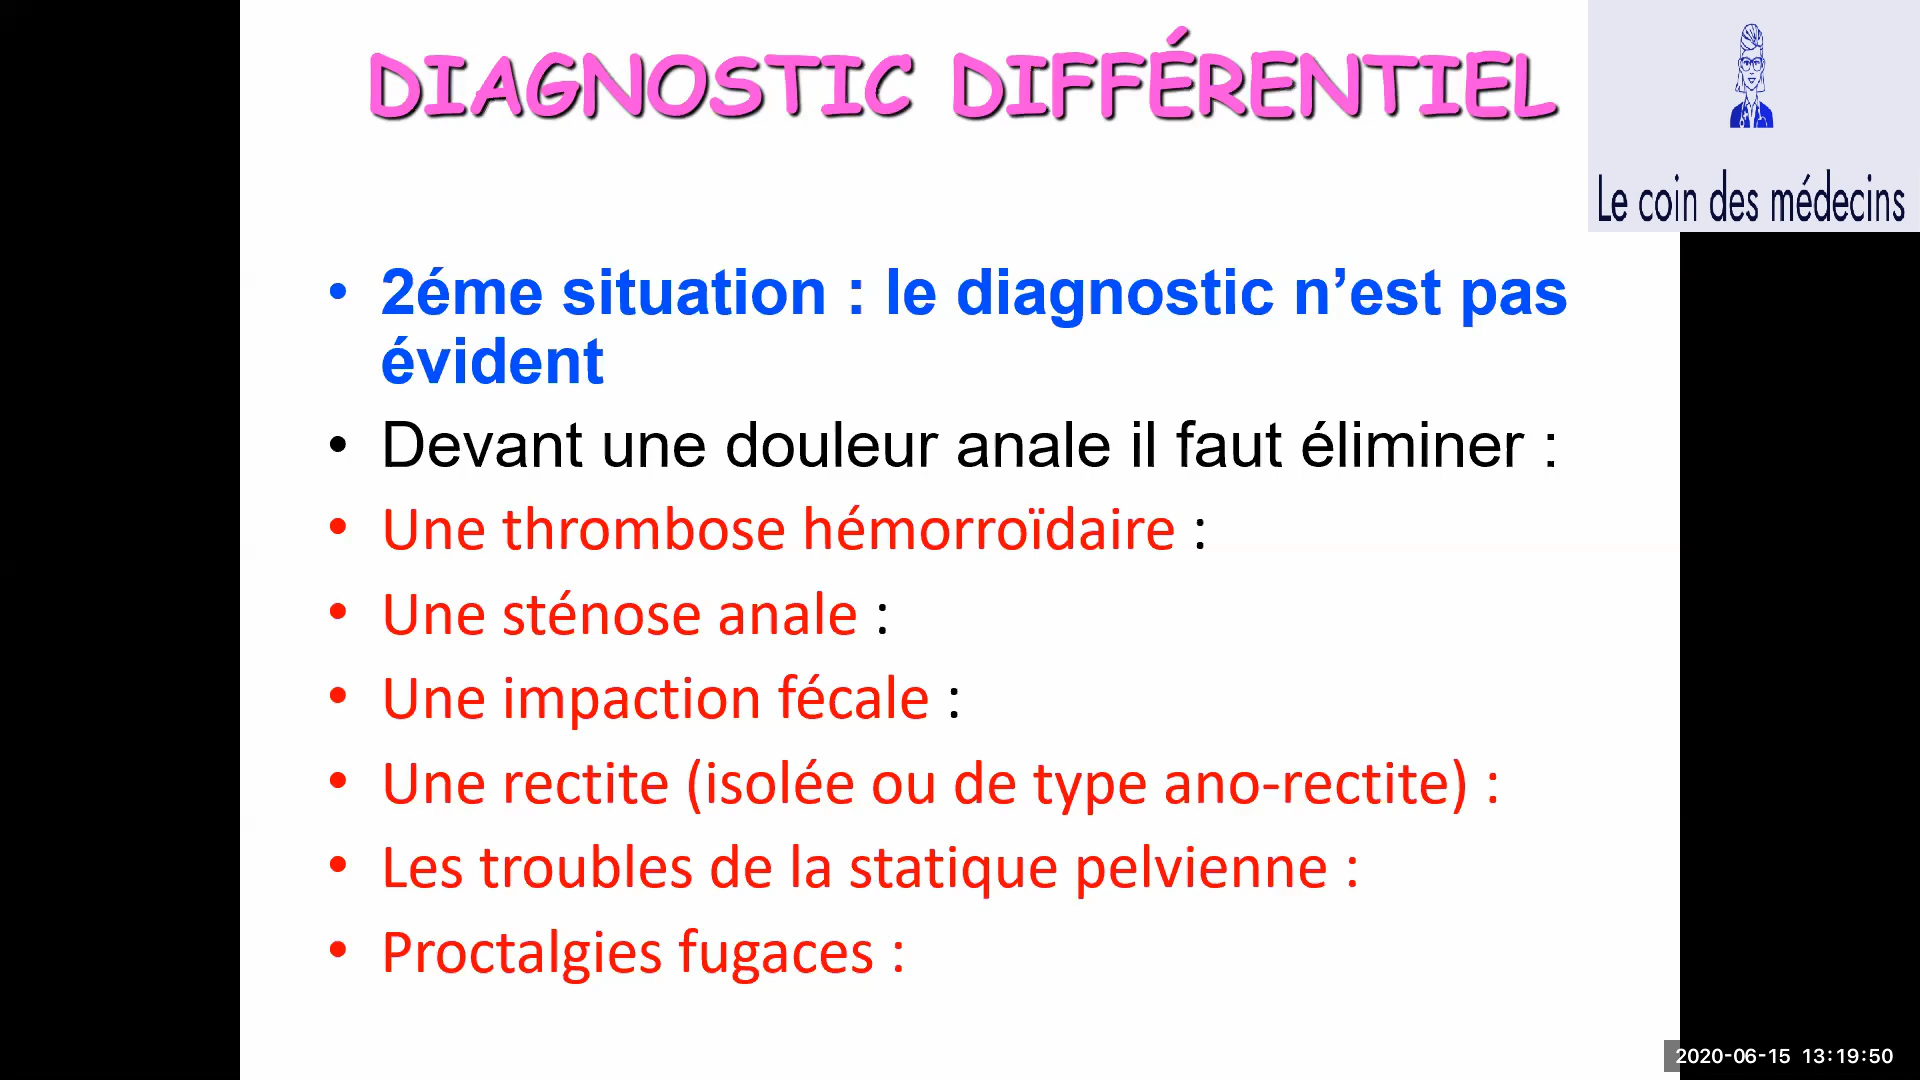 DIAGNOSTIC DIFFÉRENTIEL
Le coin des médecins
• 2éme situation : le diagnostic n’est pas
évident
• Devant une douleur anale il faut éliminer :
• Une thrombose hémorroïdaire :
• Une sténose anale :
• Une impaction fécale :
• Une rectite (isolée ou de type ano-rectite) :
• Les troubles de la statique pelvienne :
• Proctalgies fugaces :
2020-06-15 13:19:50